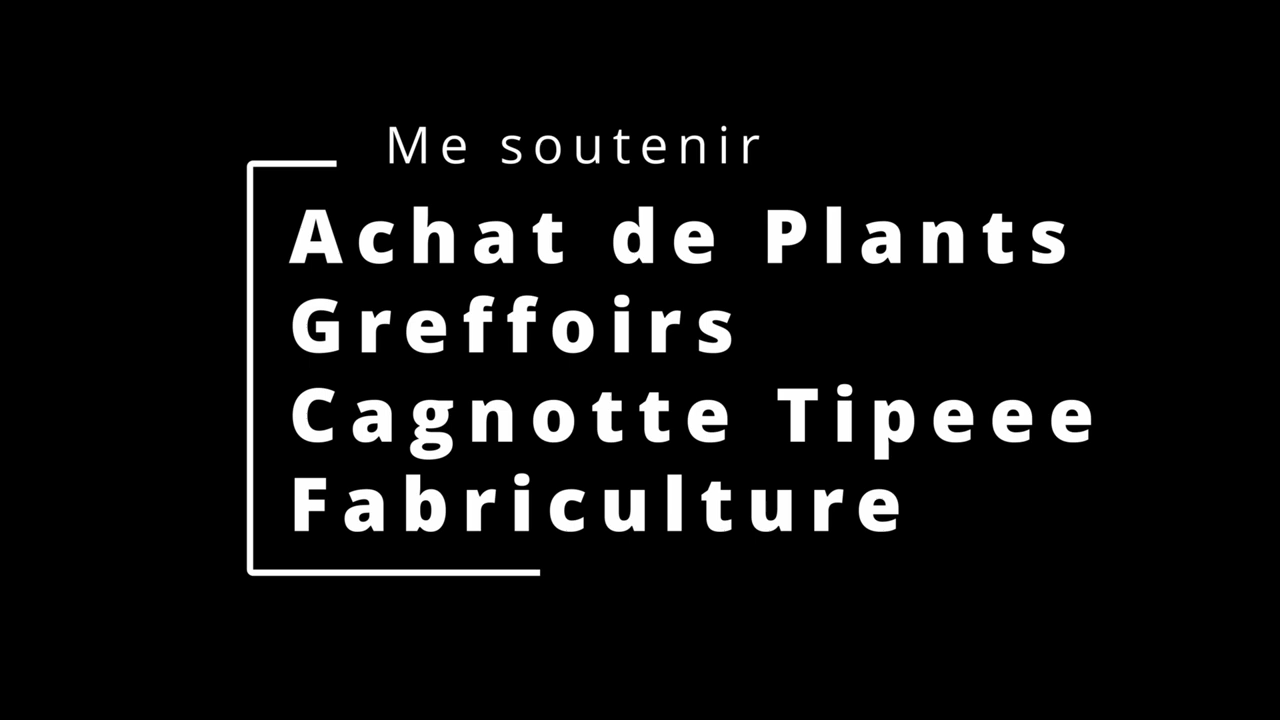 Me soutenir
Achat de Plants
Greffoirs
Cagnotte Tipeee
Fabriculture